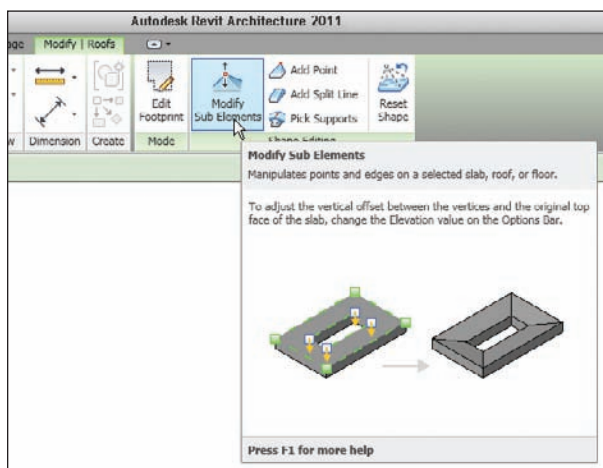 Autodesk Revit Architecture 2011
Modify | Roofs
Edit Footprint
Modify Sub Elements
Add Point
Add Split Line
Pick Supports
Reset Shape
Dimension
Create
Mode
Shape Editing
Modify Sub Elements
Manipulates points and edges on a selected slab, roof, or floor.
To adjust the vertical offset between the vertices and the original top
face of the slab, change the Elevation value on the Options Bar.
Press F1 for more help